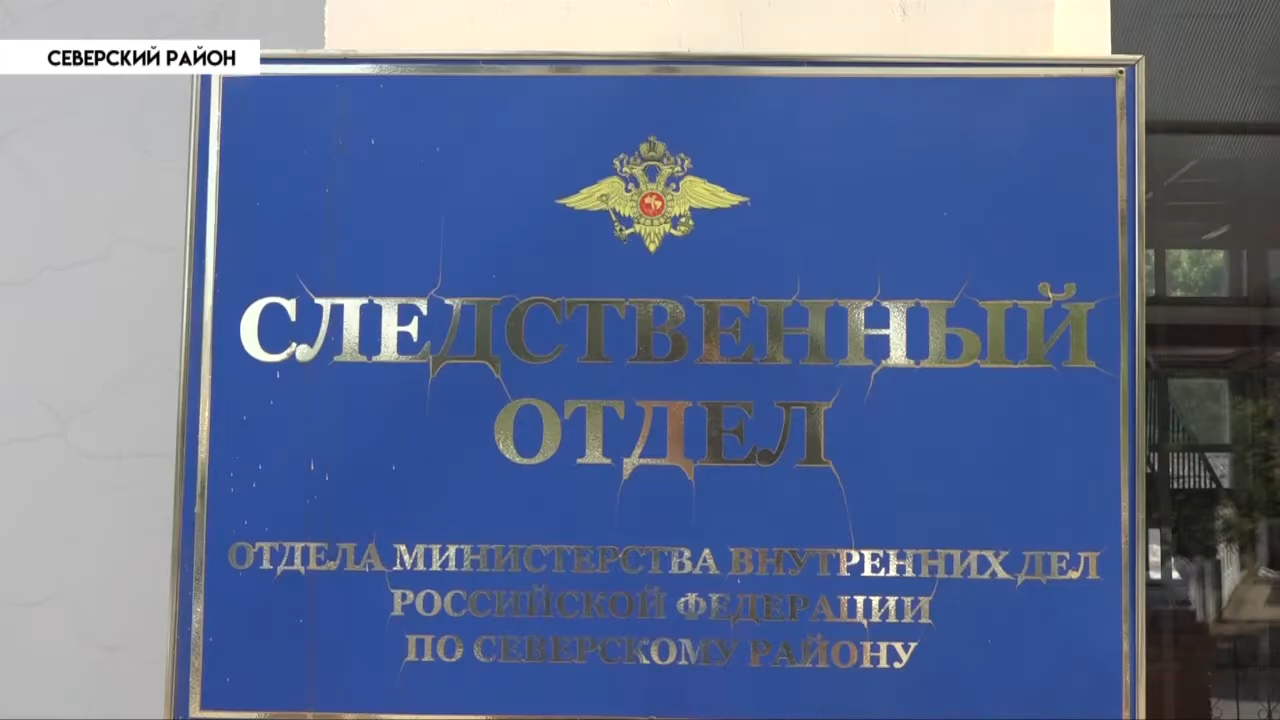 СЕВЕРСКИЙ РАЙОН
СЛЕДСТВЕННЫЙ
ОТДЕЛ
ОТДЕЛА МИНИСТЕРСТВА ВНУТРЕННИХ ДЕЛ
РОССИЙСКОЙ ФЕДЕРАЦИИ
ПО СЕВЕРСКОМУ РАЙОНУ